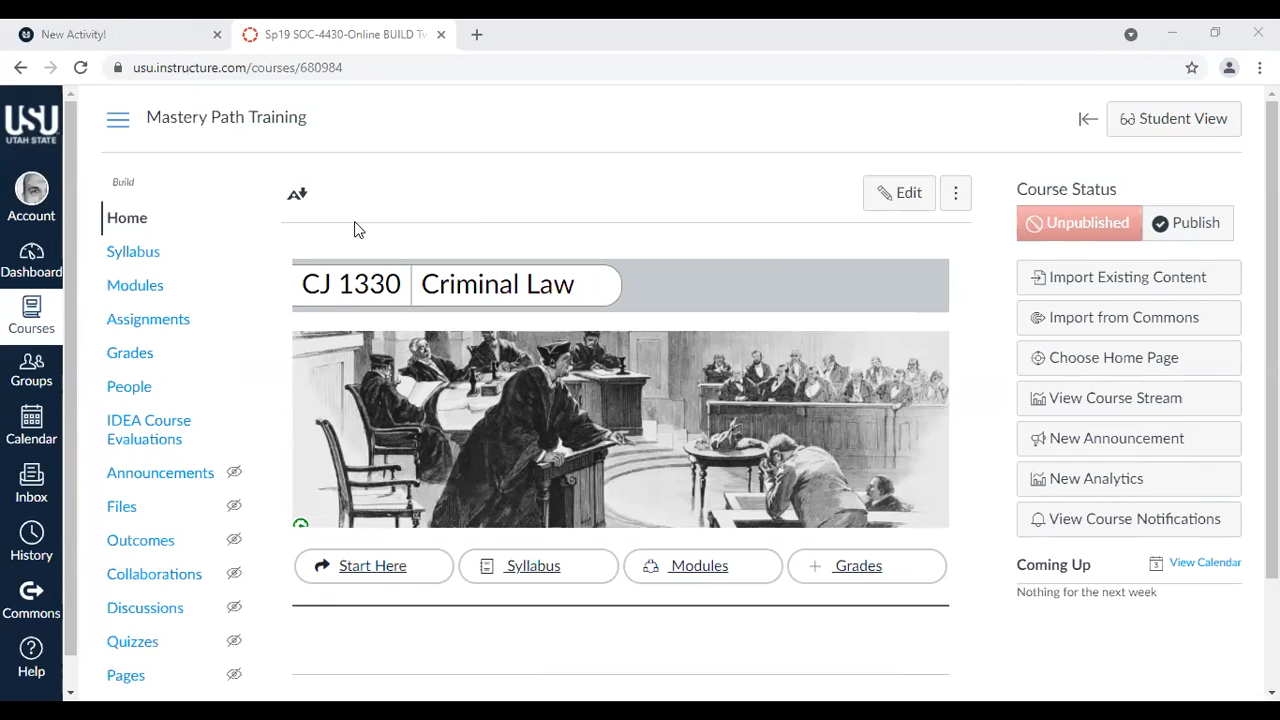 New Activity!
Sp19 SOC-4430-Online BUILD Tw
usu.instructure.com/courses/680984
USU
UTAH STATE
Account
Dashboard
Courses
Groups
Calendar
Inbox
History
Commons
Help
Mastery Path Training
Student View
Build
Home
Syllabus
Modules
Assignments
Grades
People
IDEA Course
Evaluations
Announcements
Files
Outcomes
Collaborations
Discussions
Quizzes
Pages
Edit
CJ 1330 Criminal Law
Start Here
Syllabus
Modules
Grades
Course Status
Unpublished
Publish
Import Existing Content
Import from Commons
Choose Home Page
View Course Stream
New Announcement
New Analytics
View Course Notifications
Coming Up
View Calendar
Nothing for the next week